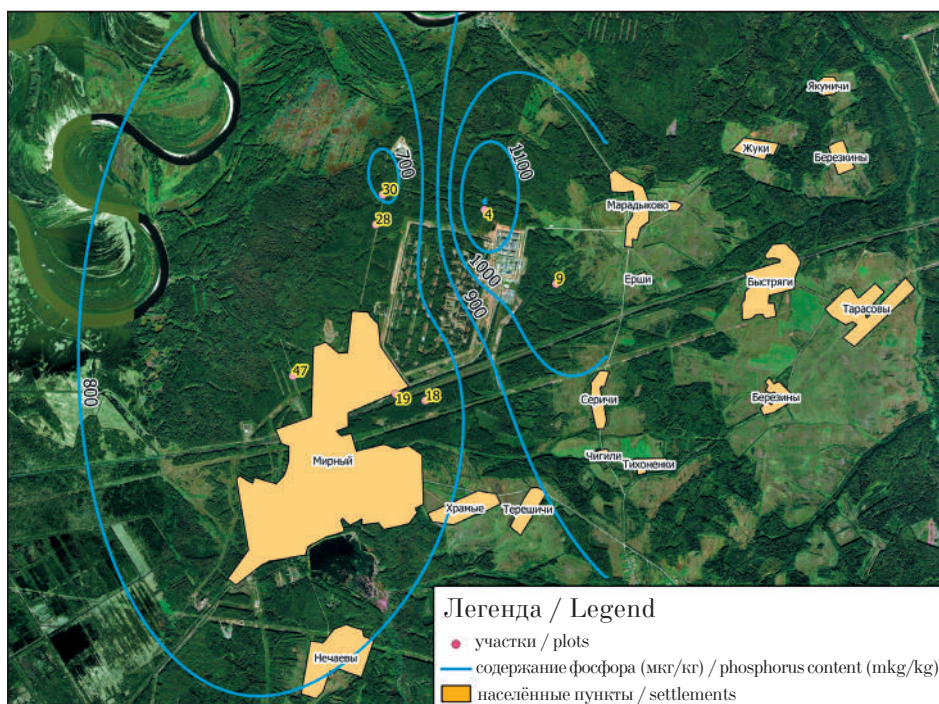 Якуничи
Жуки
Березкины
700
1100
30
Марадыково
4
28
1000
9
Ерши
Быстряги
900
Тарасовы
47
800
19
18
Серичи
Березины
Мирный
Чигили
Тихоненки
Храмые
Терешичи
Нечаевы
Легенда / Legend
участки / plots
содержание фосфора (мкг/кг) / phosphorus content (mkg/kg)
населённые пункты / settlements